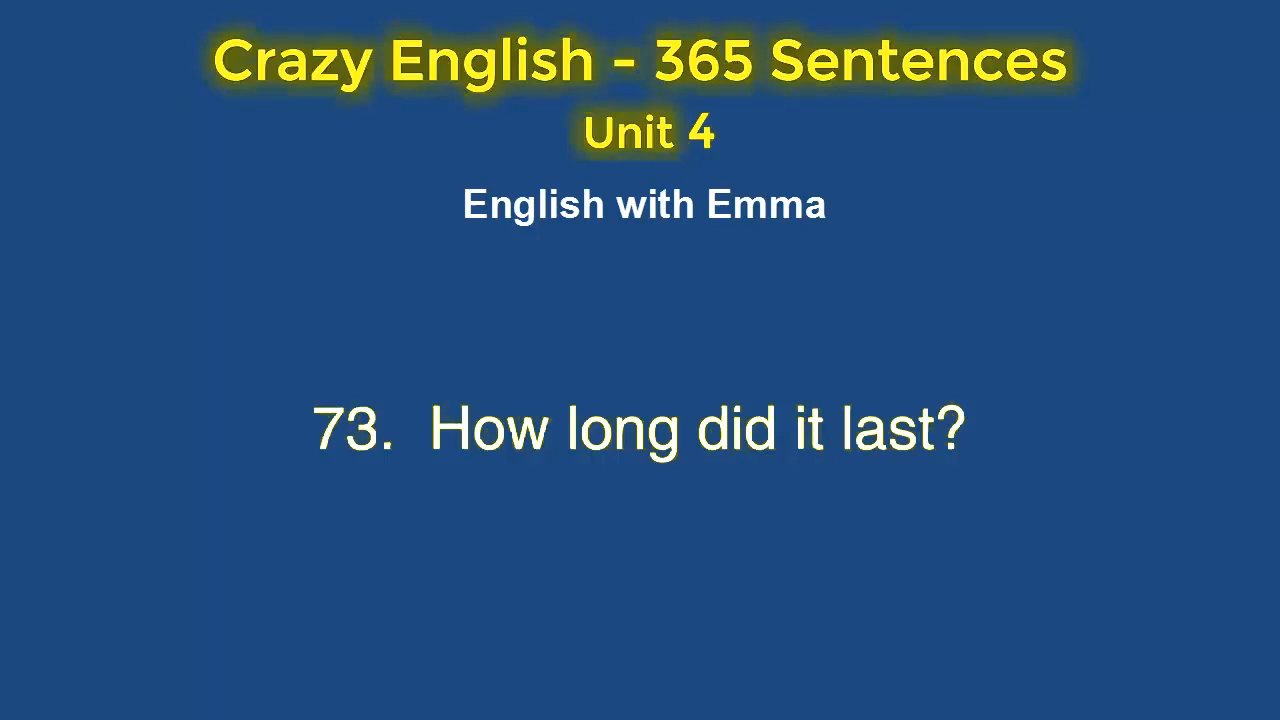 Crazy English - 365 Sentences
Unit 4
English with Emma
73. How long did it last?